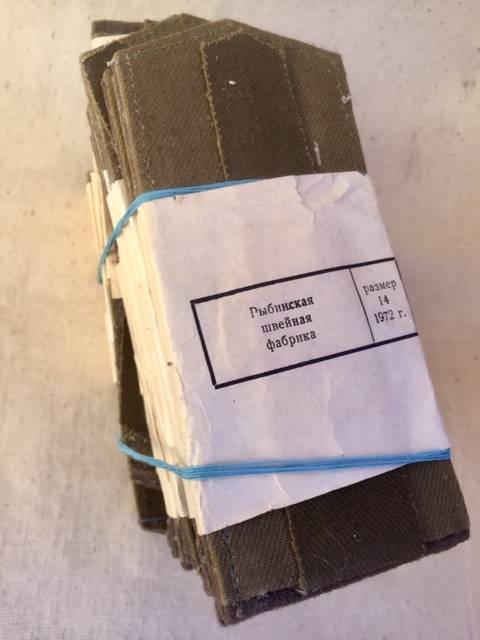 Рыбинская
швейная
фабрика
размер
14
1972 г.